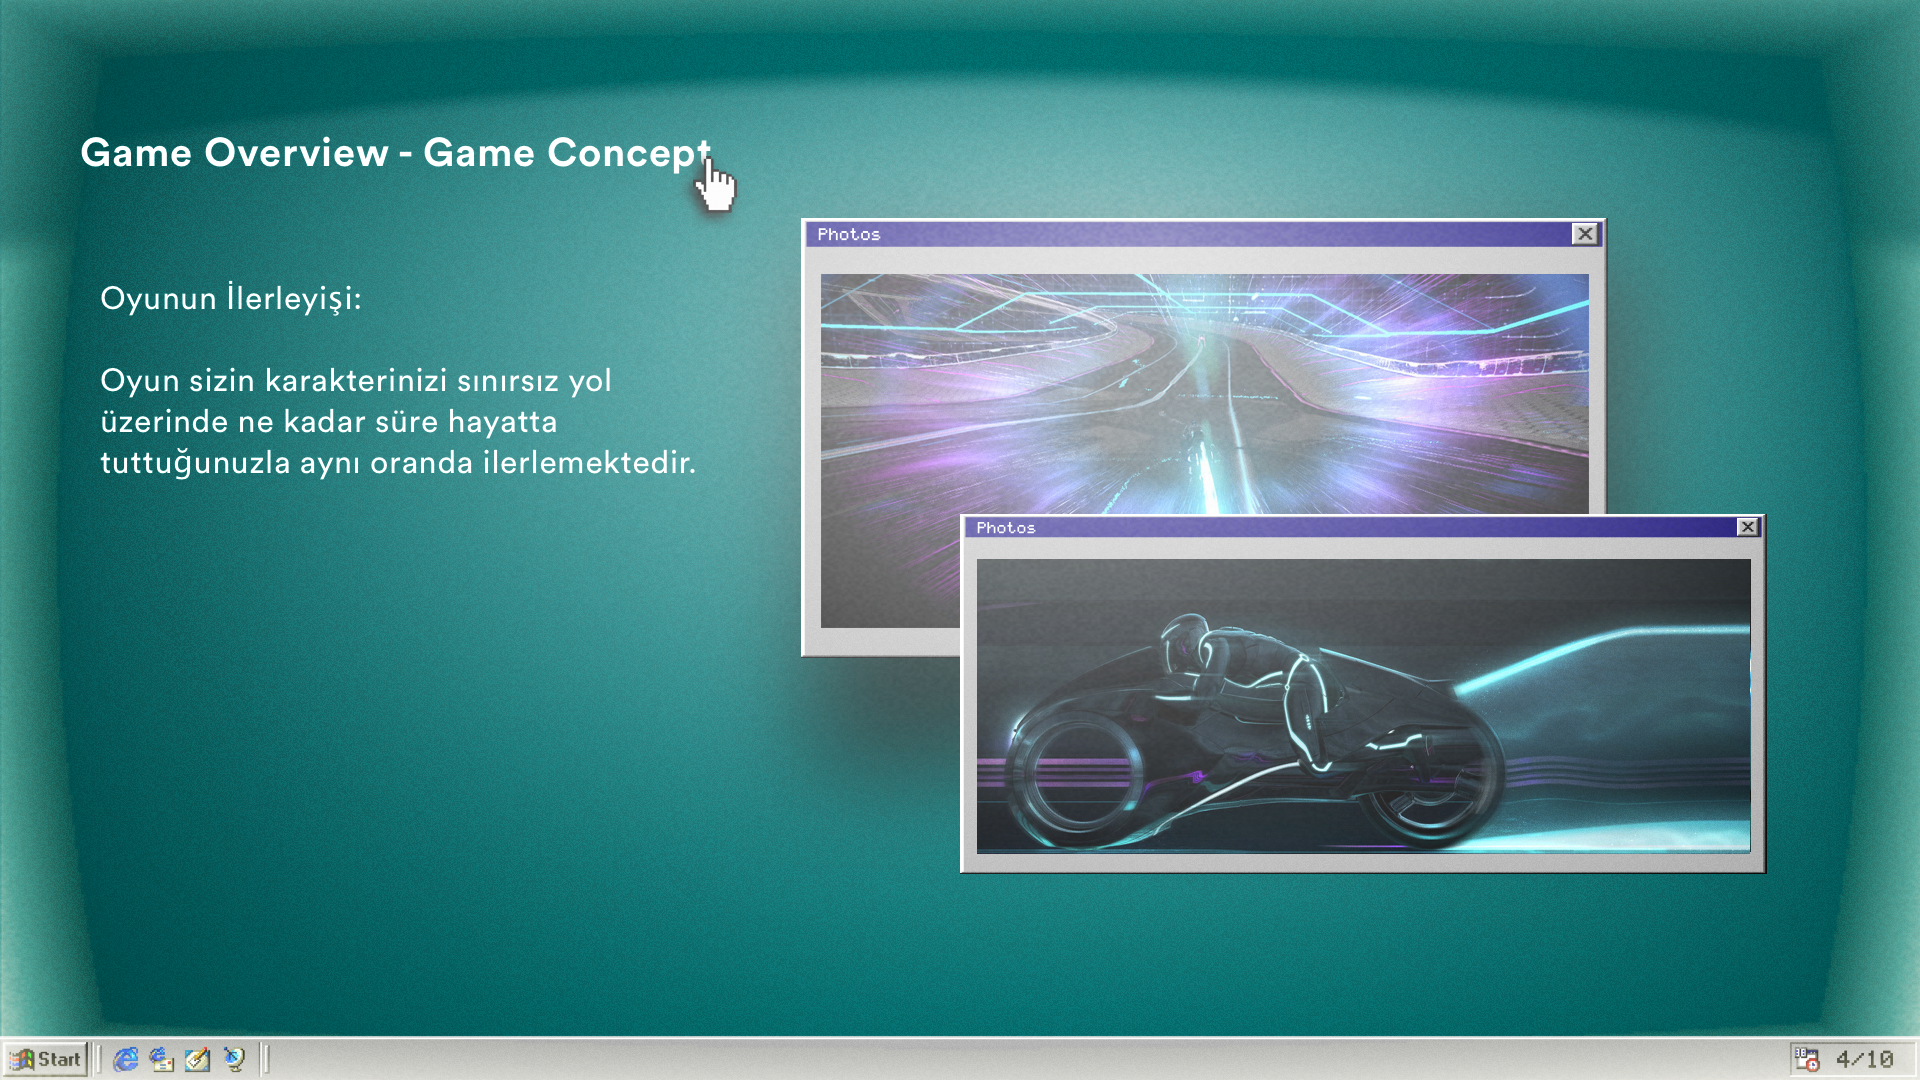 Game Overview - Game Concept
Oyunun İlerleyişi:
Oyun sizin karakterinizi sınırsız yol
üzerinde ne kadar süre hayatta
tuttuğunuzla aynı oranda ilerlemektedir.
Photos
Photos
Start
4/10